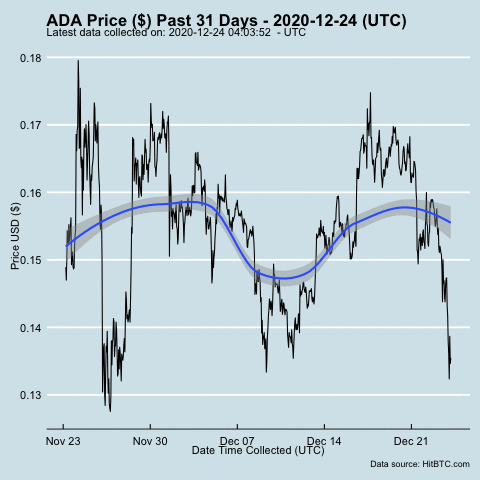 ADA Price ($) Past 31 Days - 2020-12-24 (UTC)
Latest data collected on: 2020-12-24 04:03:52 - UTC
0.18
0.17
0.16
0.15
0.14
0.13
Price USD ($)
Nov 23 Nov 30 Dec 07 Dec 14 Dec 21
Date Time Collected (UTC)
Data source: HitBTC.com